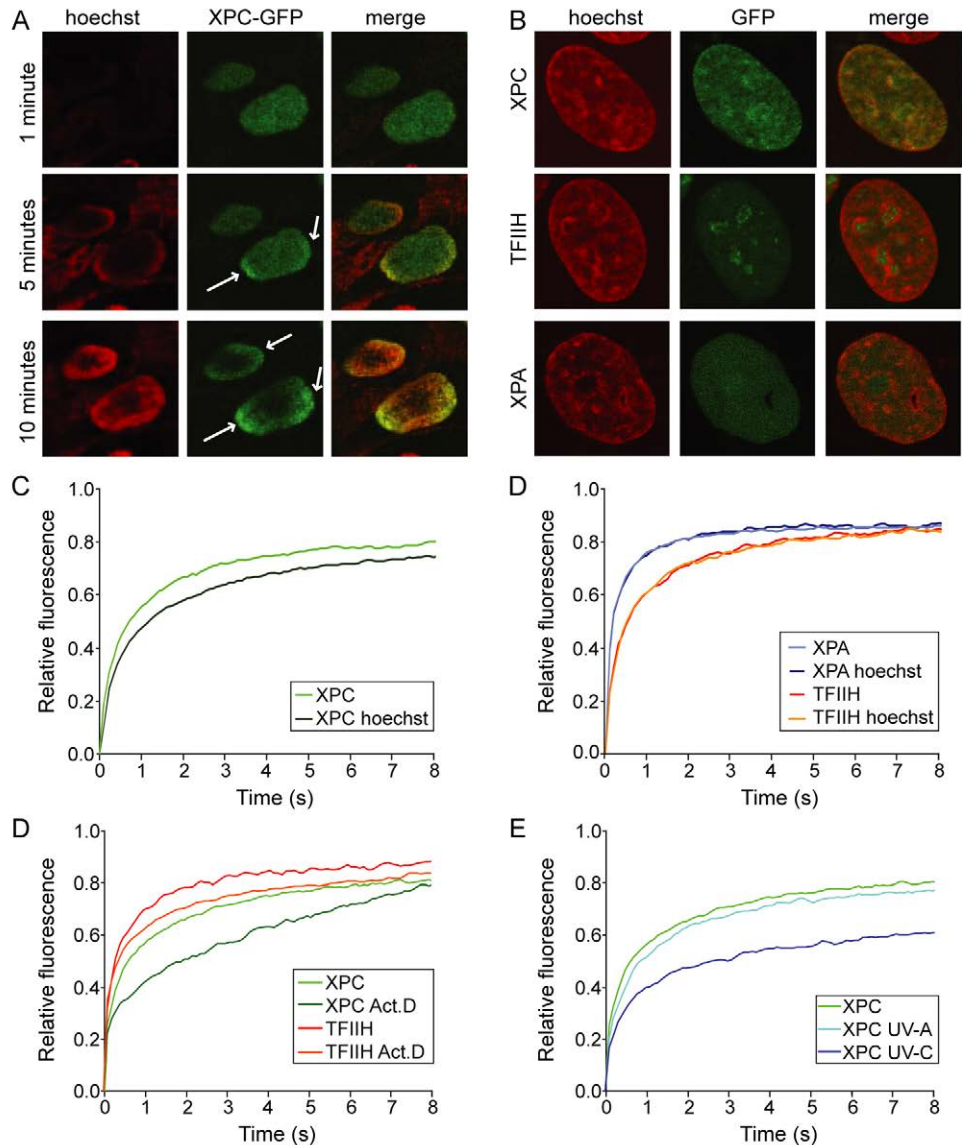 A
hoechst XPC-GFP merge
1 minute
5 minutes
10 minutes
B
hoechst GFP merge
XPC
TFIIH
XPA
C
Relative fluorescence
1.0
0.8
0.6
0.4
0.2
0.0
XPC
XPC hoechst
0 1 2 3 4 5 6 7 8
Time (s)
D
Relative fluorescence
1.0
0.8
0.6
0.4
0.2
0.0
XPA
XPA hoechst
TFIIH
TFIIH hoechst
0 1 2 3 4 5 6 7 8
Time (s)
D
Relative fluorescence
1.0
0.8
0.6
0.4
0.2
0.0
XPC
XPC Act.D
TFIIH
TFIIH Act.D
0 1 2 3 4 5 6 7 8
Time (s)
E
Relative fluorescence
1.0
0.8
0.6
0.4
0.2
0.0
XPC
XPC UV-A
XPC UV-C
0 1 2 3 4 5 6 7 8
Time (s)